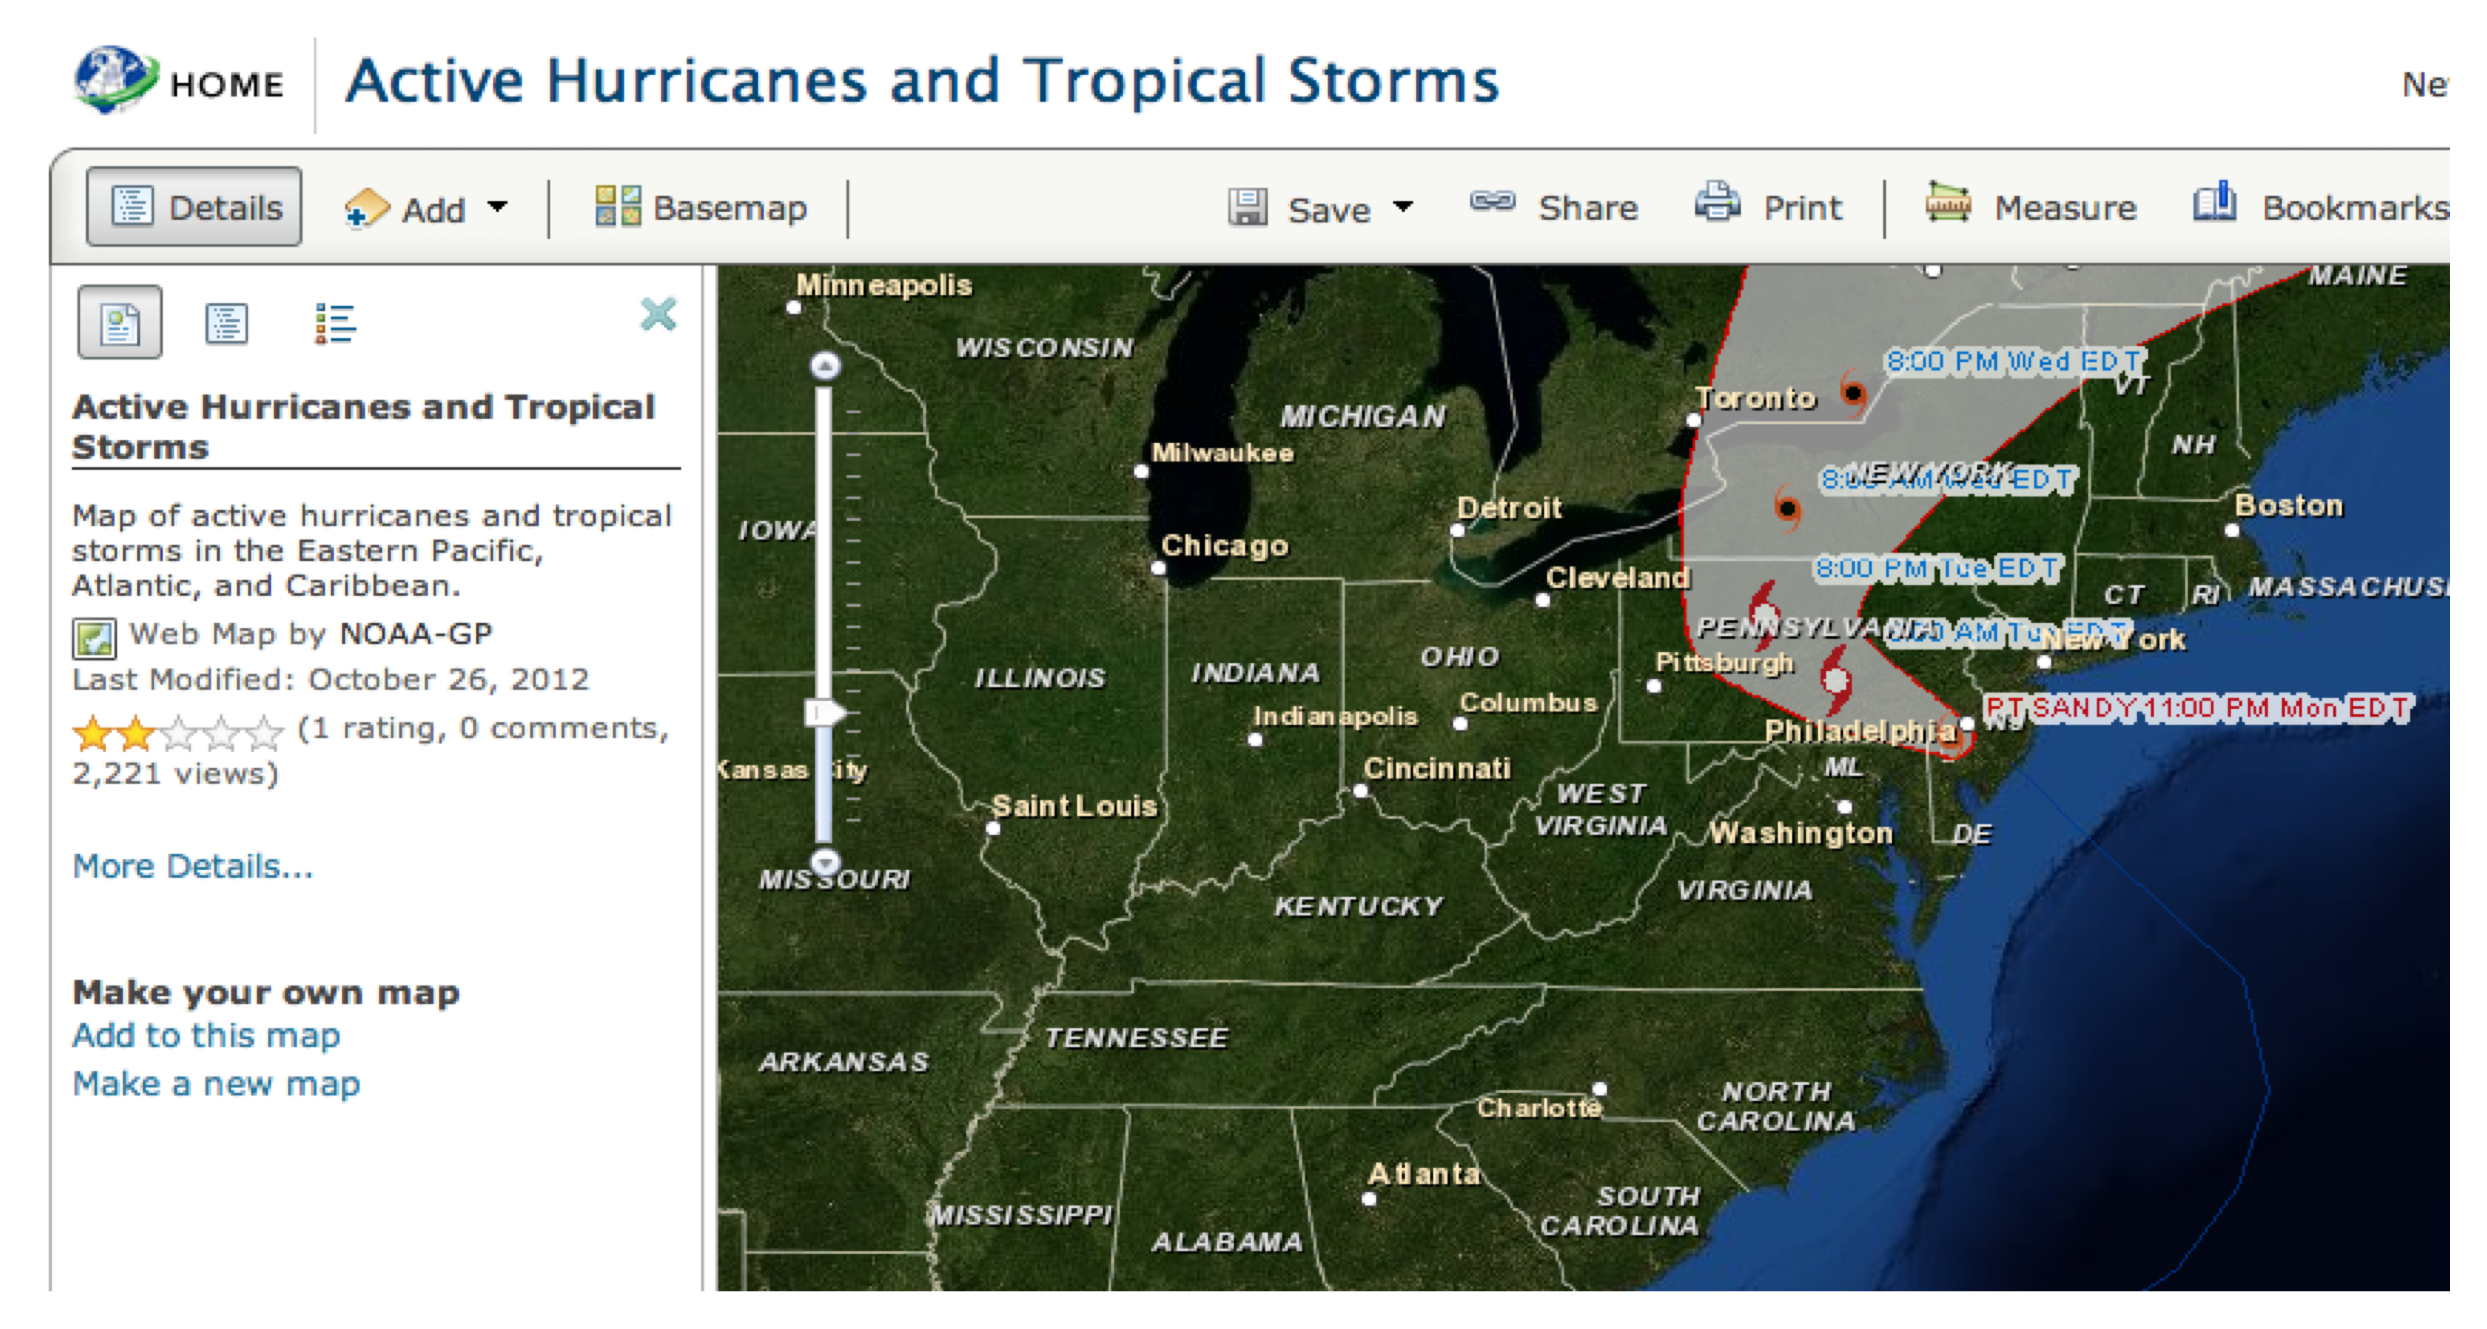 HOME
Active Hurricanes and Tropical Storms
Ne
Details
Add
Basemap
Save
Share
Print
Measure
Bookmarks
Active Hurricanes and Tropical
Storms
Map of active hurricanes and tropical
storms in the Eastern Pacific,
Atlantic, and Caribbean.
Web Map by NOAA-GP
Last Modified: October 26, 2012
(1 rating, 0 comments,
2,221 views)
More Details...
Make your own map
Add to this map
Make a new map
Minneapolis
MAINE
WISCONSIN
8:00 PM Wed EDT
VT
Toronto
MICHIGAN
NH
Milwaukee
NEW YORK
8:00 AM Wed EDT
Detroit
Boston
IOWA
Chicago
8:00 PM Tue EDT
Cleveland
CT
RI
MASSACHUS
PENNSYLVANIA
AM Tue EDT
New York
OHIO
Pittsburgh
ILLINOIS
INDIANA
Columbus
Indianapolis
PT SANDY 11:00 PM Mon EDT
Philadelphia
Kansas City
Cincinnati
ML
WEST
VIRGINIA
Saint Louis
Washington
DE
MISSOURI
VIRGINIA
KENTUCKY
TENNESSEE
ARKANSAS
NORTH
CAROLINA
Charlotte
Atlanta
SOUTH
CAROLINA
MISSISSIPPI
ALABAMA